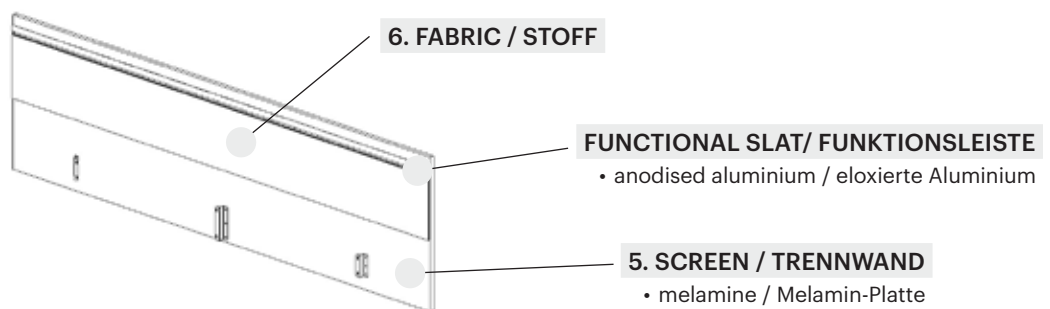 6. FABRIC / STOFF
FUNCTIONAL SLAT/ FUNKTIONSLEISTE
• anodised aluminium / eloxierte Aluminium
5. SCREEN / TRENNWAND
• melamine / Melamin-Platte